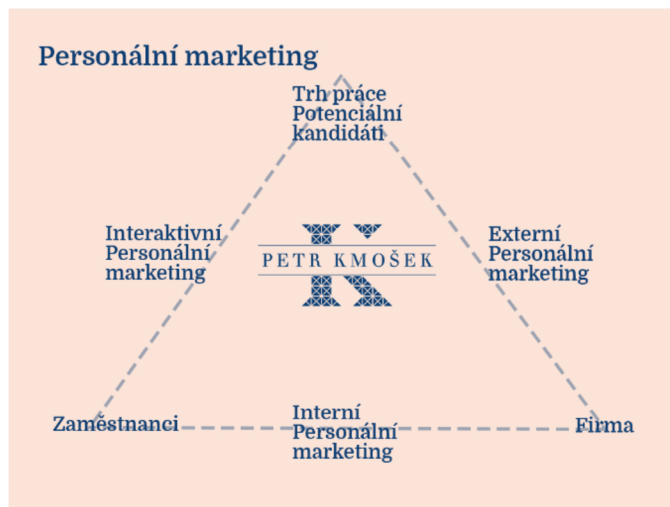 Personální marketing
Trh práce
Potenciální
kandidáti
Interaktivní
Personální
marketing
Externí
Personální
marketing
PETR KMOŠEK
Zaměstnanci
Interní
Personální
marketing
Firma